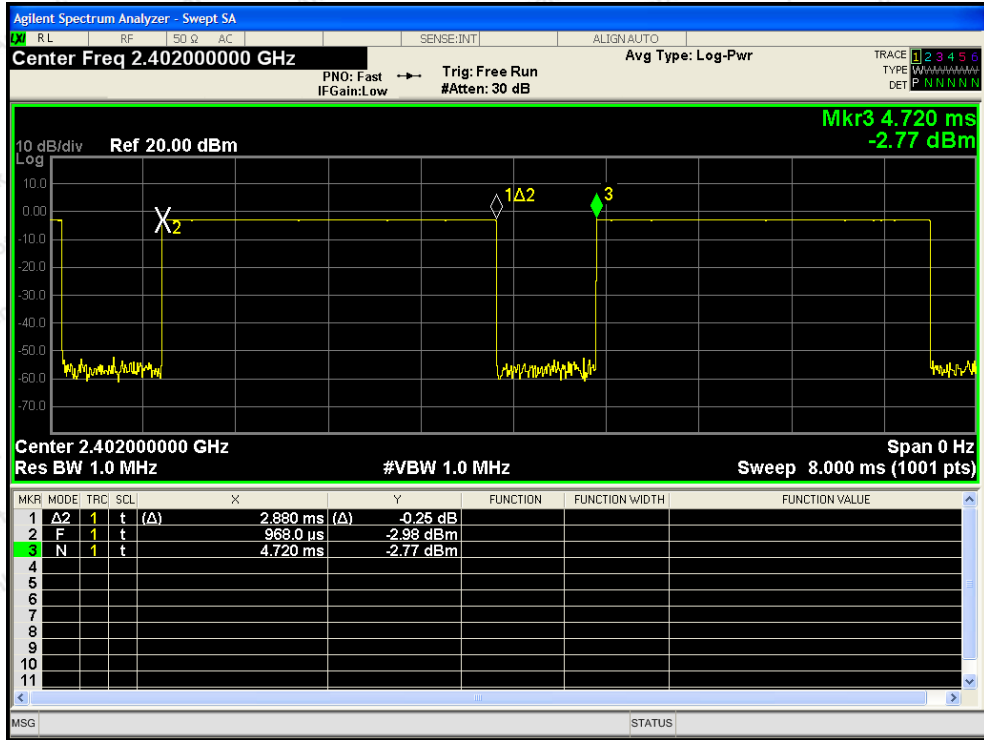 Agilent Spectrum Analyzer - Swept SA
LXI RL RF 50 Ω AC SENSE:INT ALIGN AUTO
Center Freq 2.402000000 GHz Avg Type: Log-Pwr TRACE 1 2 3 4 5 6
PNO: Fast Trig: Free Run TYPE WWWWWW
IFGain:Low #Atten: 30 dB DET P N N N N N
Mkr3 4.720 ms
10 dB/div Ref 20.00 dBm -2.77 dBm
Log
10.0
1Δ2 3
0.00
X2
-10.0
-20.0
-30.0
-40.0
-50.0
-60.0
-70.0
Center 2.402000000 GHz Span 0 Hz
Res BW 1.0 MHz #VBW 1.0 MHz Sweep 8.000 ms (1001 pts)
MKR MODE TRC SCL X Y FUNCTION FUNCTION WIDTH FUNCTION VALUE
1 Δ2 1 t (Δ) 2.880 ms (Δ) -0.25 dB
2 F 1 t 968.0 µs -2.98 dBm
3 N 1 t 4.720 ms -2.77 dBm
4
5
6
7
8
9
10
11
MSG STATUS